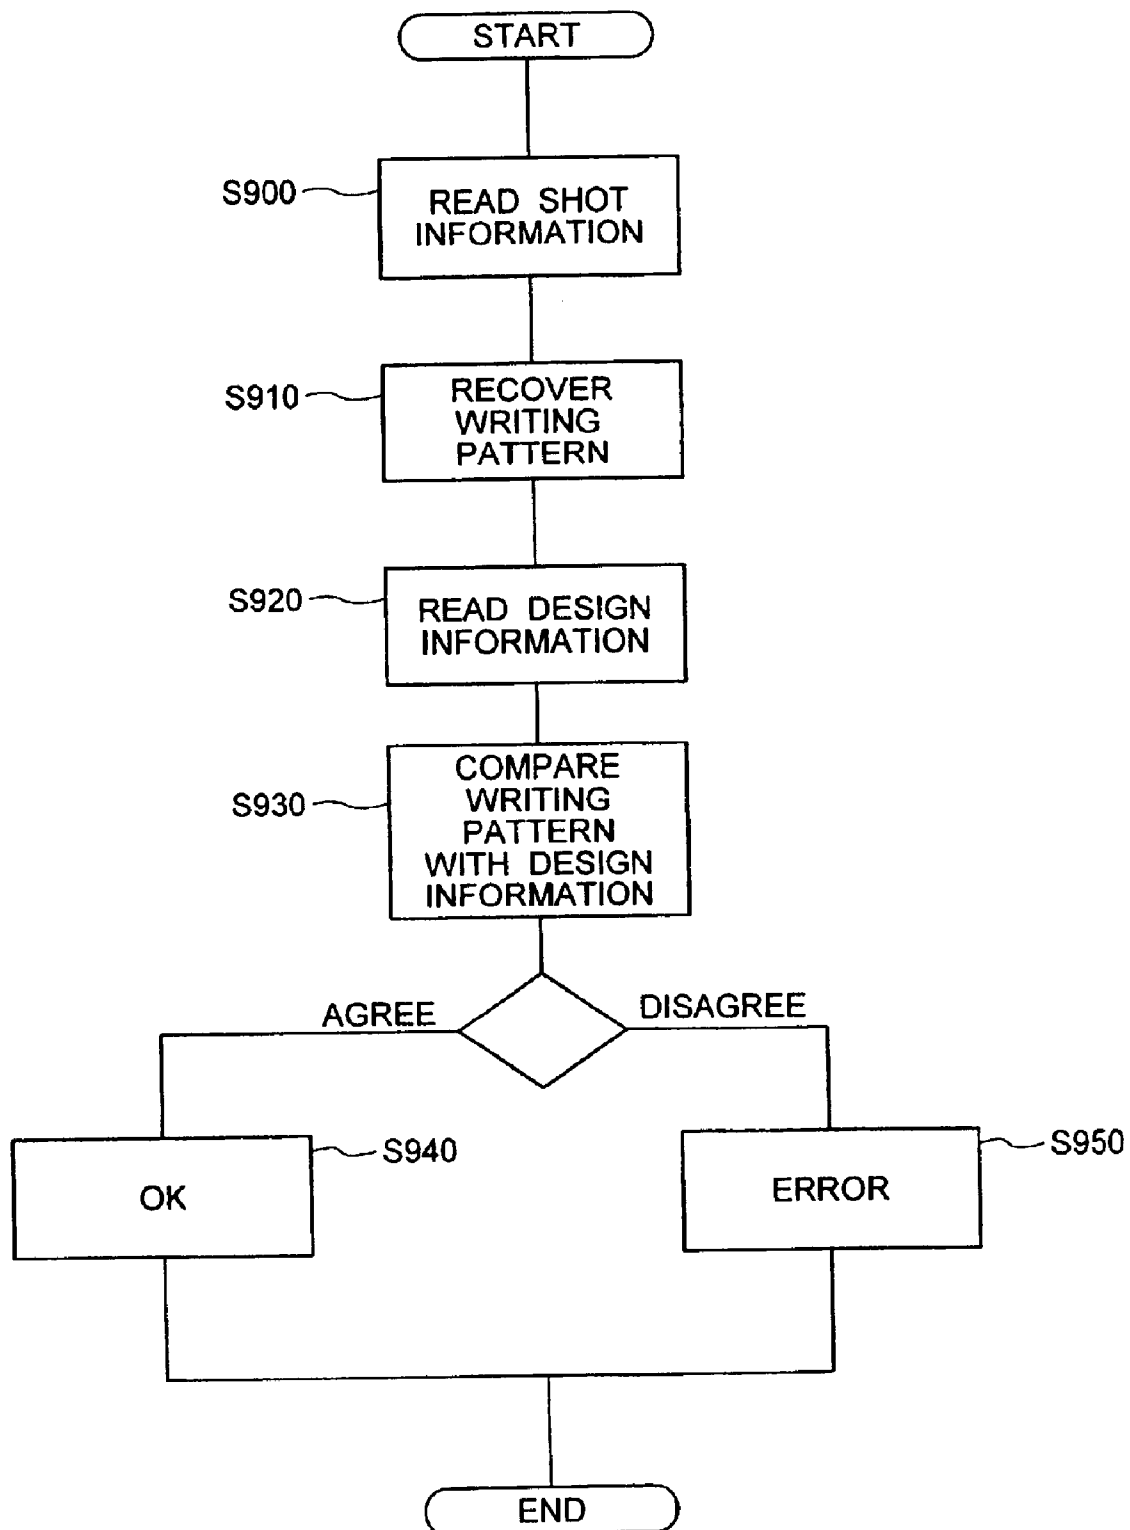 START
S900
READ SHOT
INFORMATION
S910
RECOVER
WRITING
PATTERN
S920
READ DESIGN
INFORMATION
S930
COMPARE
WRITING
PATTERN
WITH DESIGN
INFORMATION
AGREE
DISAGREE
S940
OK
S950
ERROR
END